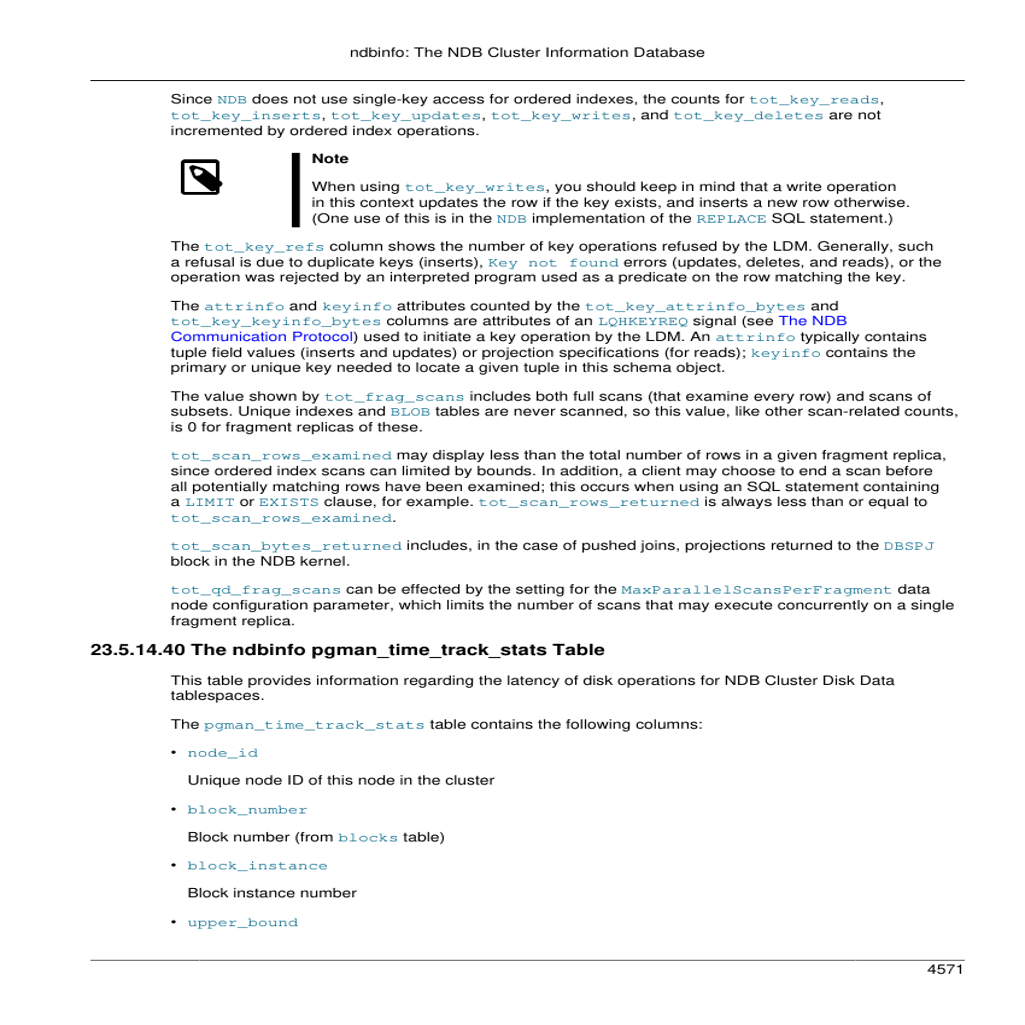 ndbinfo: The NDB Cluster Information Database
Since NDB does not use single-key access for ordered indexes, the counts for tot_key_reads,
tot_key_inserts, tot_key_updates, tot_key_writes, and tot_key_deletes are not
incremented by ordered index operations.
Note
When using tot_key_writes, you should keep in mind that a write operation
in this context updates the row if the key exists, and inserts a new row otherwise.
(One use of this is in the NDB implementation of the REPLACE SQL statement.)
The tot_key_refs column shows the number of key operations refused by the LDM. Generally, such
a refusal is due to duplicate keys (inserts), Key not found errors (updates, deletes, and reads), or the
operation was rejected by an interpreted program used as a predicate on the row matching the key.
The attrinfo and keyinfo attributes counted by the tot_key_attrinfo_bytes and
tot_key_keyinfo_bytes columns are attributes of an LQHKEYREQ signal (see The NDB
Communication Protocol) used to initiate a key operation by the LDM. An attrinfo typically contains
tuple field values (inserts and updates) or projection specifications (for reads); keyinfo contains the
primary or unique key needed to locate a given tuple in this schema object.
The value shown by tot_frag_scans includes both full scans (that examine every row) and scans of
subsets. Unique indexes and BLOB tables are never scanned, so this value, like other scan-related counts,
is 0 for fragment replicas of these.
tot_scan_rows_examined may display less than the total number of rows in a given fragment replica,
since ordered index scans can limited by bounds. In addition, a client may choose to end a scan before
all potentially matching rows have been examined; this occurs when using an SQL statement containing
a LIMIT or EXISTS clause, for example. tot_scan_rows_returned is always less than or equal to
tot_scan_rows_examined.
tot_scan_bytes_returned includes, in the case of pushed joins, projections returned to the DBSPJ
block in the NDB kernel.
tot_qd_frag_scans can be effected by the setting for the MaxParallelScansPerFragment data
node configuration parameter, which limits the number of scans that may execute concurrently on a single
fragment replica.
23.5.14.40 The ndbinfo pgman_time_track_stats Table
This table provides information regarding the latency of disk operations for NDB Cluster Disk Data
tablespaces.
The pgman_time_track_stats table contains the following columns:
• node_id
Unique node ID of this node in the cluster
• block_number
Block number (from blocks table)
• block_instance
Block instance number
• upper_bound
4571